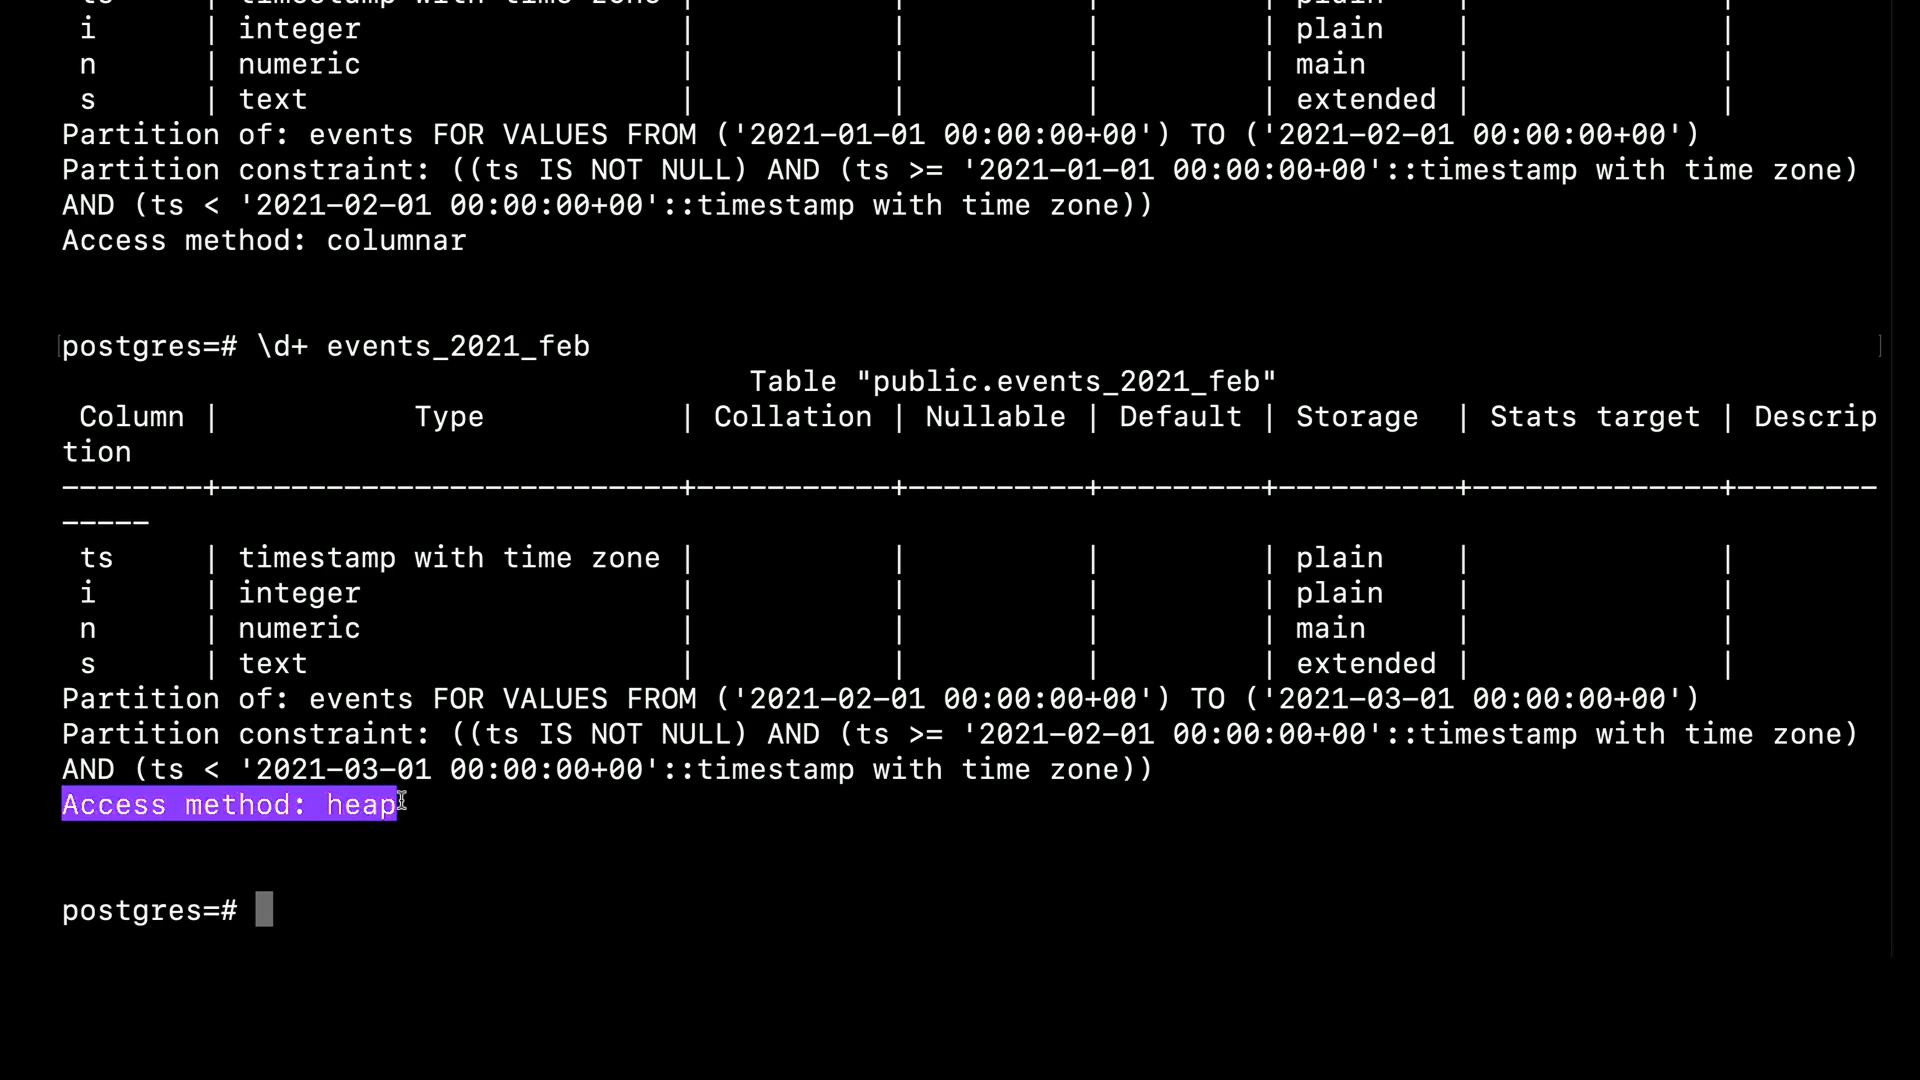 ts | timestamp with time zone | | | | plain | |
i | integer | | | | plain | |
n | numeric | | | | main | |
s | text | | | | extended | |
Partition of: events FOR VALUES FROM ('2021-01-01 00:00:00+00') TO ('2021-02-01 00:00:00+00')
Partition constraint: ((ts IS NOT NULL) AND (ts >= '2021-01-01 00:00:00+00'::timestamp with time zone)
AND (ts < '2021-02-01 00:00:00+00'::timestamp with time zone))
Access method: columnar
[postgres=# \d+ events_2021_feb ]
Table "public.events_2021_feb"
Column | Type | Collation | Nullable | Default | Storage | Stats target | Descrip
tion
--------+--------------------------+-----------+----------+---------+----------+--------------+--------
-----
ts | timestamp with time zone | | | | plain | |
i | integer | | | | plain | |
n | numeric | | | | main | |
s | text | | | | extended | |
Partition of: events FOR VALUES FROM ('2021-02-01 00:00:00+00') TO ('2021-03-01 00:00:00+00')
Partition constraint: ((ts IS NOT NULL) AND (ts >= '2021-02-01 00:00:00+00'::timestamp with time zone)
AND (ts < '2021-03-01 00:00:00+00'::timestamp with time zone))
Access method: heap
postgres=#